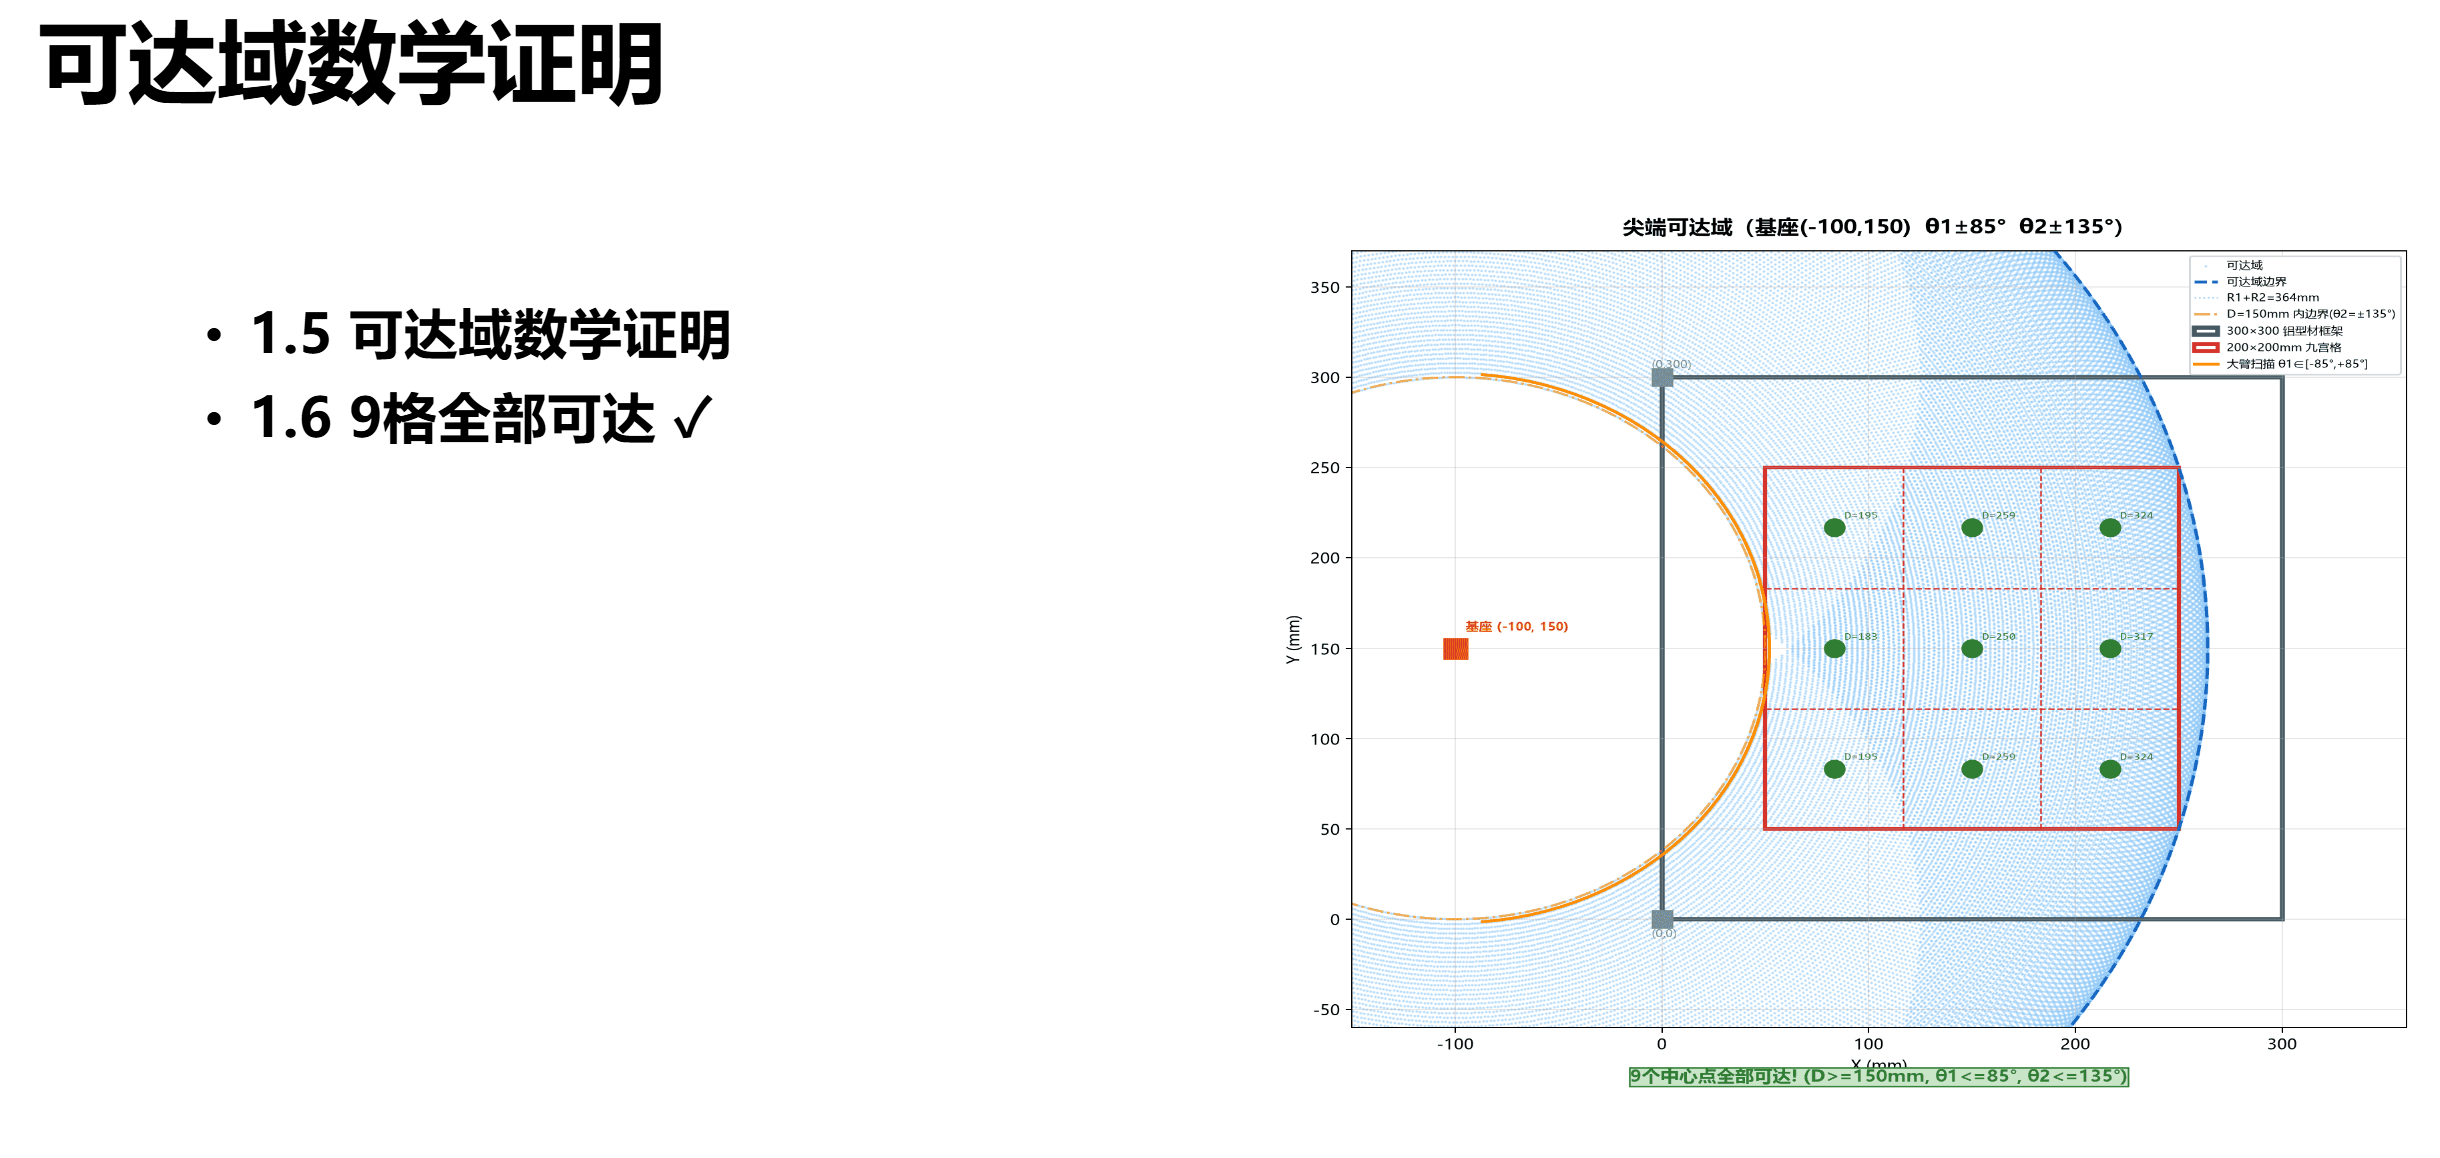 可达域数学证明
• 1.5 可达域数学证明
• 1.6 9格全部可达 ✓
尖端可达域（基座(-100,150) θ1±85° θ2±135°）
可达域
可达域边界
R1+R2=364mm
D=150mm 内边界(θ2=±135°)
300×300 铝型材框架
200×200mm 九宫格
大臂扫描 θ1∈[-85°,+85°]
350
300
250
200
150
100
50
0
-50
Y (mm)
(0,300)
D=195
D=259
D=324
基座 (-100, 150)
D=183
D=250
D=317
D=195
D=259
D=324
(0,0)
-100
0
100
200
300
X (mm)
9个中心点全部可达! (D>=150mm, θ1<=85°, θ2<=135°)